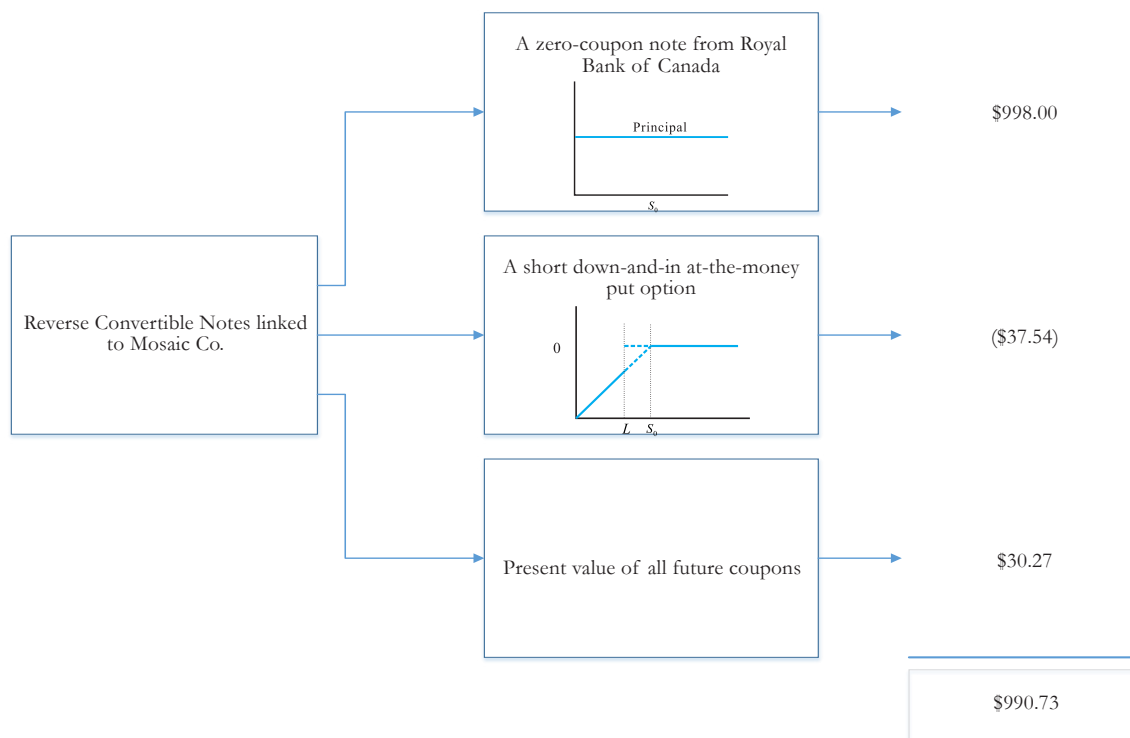 A zero-coupon note from Royal
Bank of Canada
Principal
S₀
$998.00
Reverse Convertible Notes linked
to Mosaic Co.
A short down-and-in at-the-money
put option
0
L S₀
($37.54)
Present value of all future coupons
$30.27
$990.73